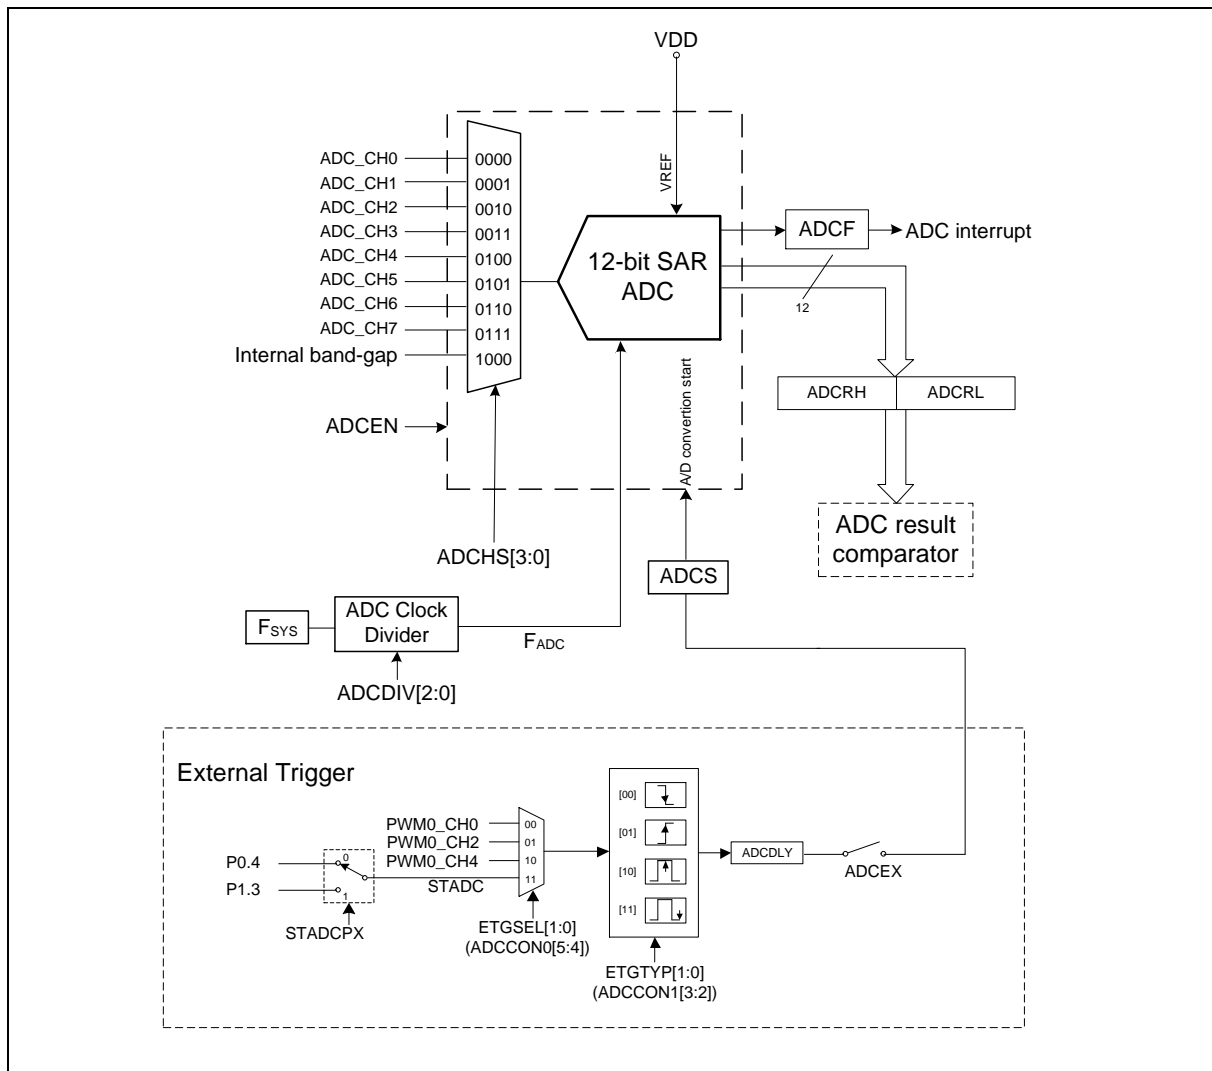 VDD
VREF
ADC_CH0
ADC_CH1
ADC_CH2
ADC_CH3
ADC_CH4
ADC_CH5
ADC_CH6
ADC_CH7
Internal band-gap
0000
0001
0010
0011
0100
0101
0110
0111
1000
12-bit SAR
ADC
ADCF
ADC interrupt
12
ADCRH
ADCRL
ADC result
comparator
ADCEN
A/D convertion start
ADCHS[3:0]
ADCS
FSYS
ADC Clock
Divider
FADC
ADCDIV[2:0]
External Trigger
P0.4
P1.3
0
1
STADCPX
PWM0_CH0
PWM0_CH2
PWM0_CH4
STADC
00
01
10
11
ETGSEL[1:0]
(ADCCON0[5:4])
[00]
[01]
[10]
[11]
ETGTYP[1:0]
(ADCCON1[3:2])
ADCDLY
ADCEX